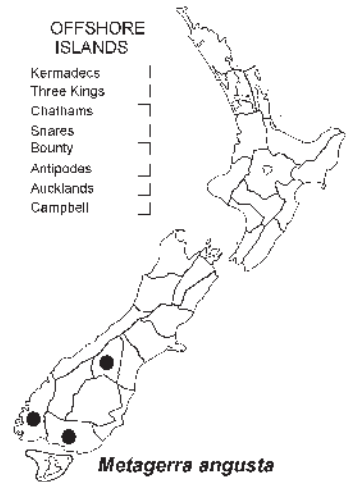 OFFSHORE
ISLANDS
Kermadecs
Three Kings
Chathams
Snares
Bounty
Antipodes
Aucklands
Campbell
Metagerra angusta